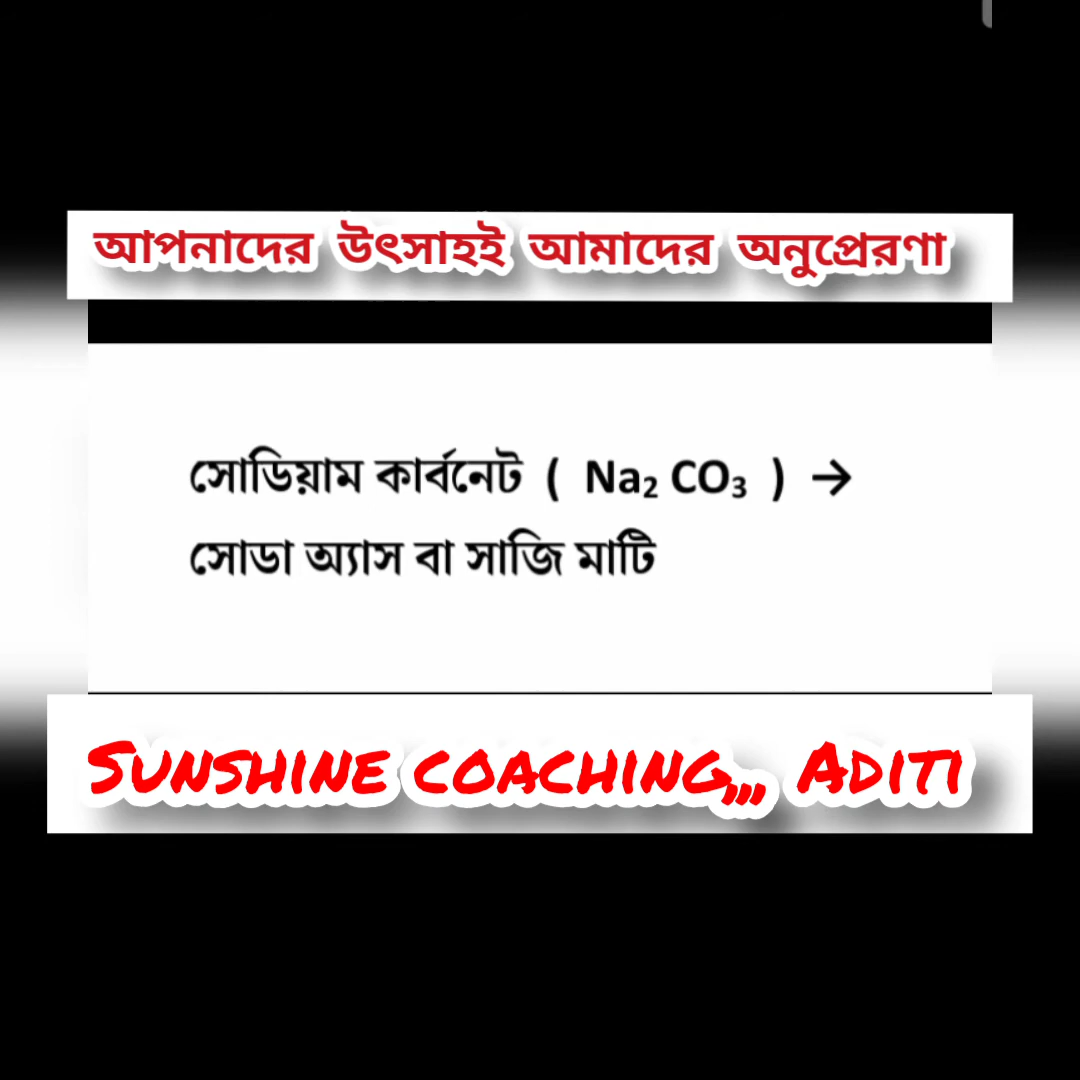 আপনাদের উৎসাহই আমাদের অনুপ্রেরণা
সোডিয়াম কার্বনেট ( Na₂ CO₃ ) →
সোডা অ্যাস বা সাজি মাটি
SUNSHINE COACHING,,, ADITI